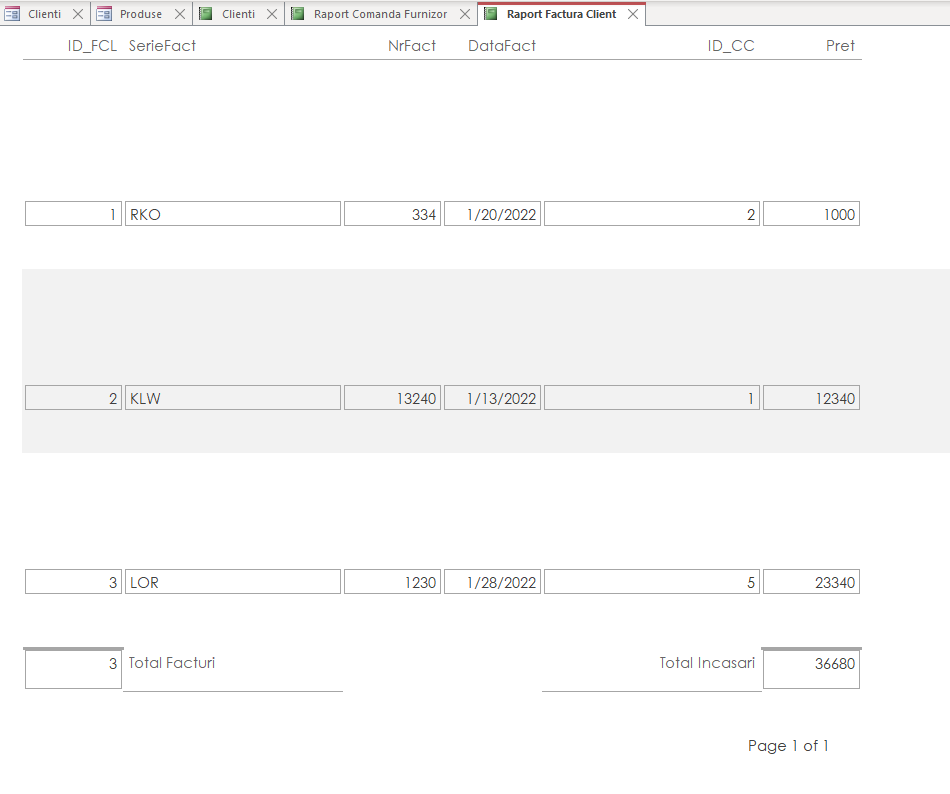 Clienti Produse Clienti Raport Comanda Furnizor Raport Factura Client
ID_FCL SerieFact NrFact DataFact ID_CC Pret
1 RKO 334 1/20/2022 2 1000
2 KLW 13240 1/13/2022 1 12340
3 LOR 1230 1/28/2022 5 23340
3 Total Facturi Total Incasari 36680
Page 1 of 1